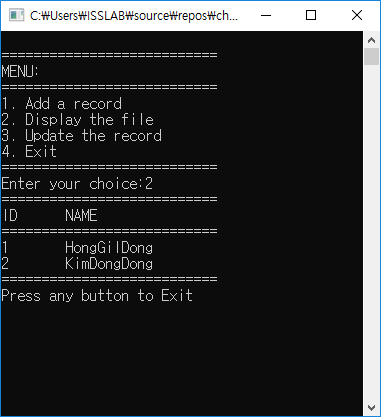 C:₩Users₩ISSLAB₩source₩repos₩ch...
===========================
MENU:
===========================
1. Add a record
2. Display the file
3. Update the record
4. Exit
===========================
Enter your choice:2
===========================
ID      NAME
===========================
1       HongGilDong
2       KimDongDong
===========================
Press any button to Exit